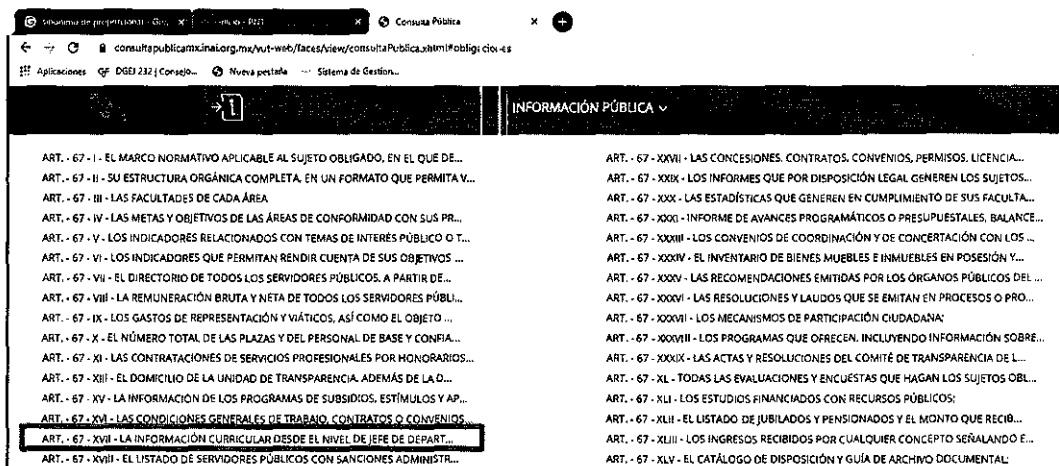 Consulta Pública
consultapublicamx.inai.org.mx/vut-web/faces/view/consultaPublica.xhtml#obligaciones
Aplicaciones DGEJ 232 | Consejo... Nueva pestaña Sistema de Gestion...
INFORMACIÓN PÚBLICA
ART. - 67 - I - EL MARCO NORMATIVO APLICABLE AL SUJETO OBLIGADO, EN EL QUE DE...
ART. - 67 - II - SU ESTRUCTURA ORGÁNICA COMPLETA, EN UN FORMATO QUE PERMITA V...
ART. - 67 - III - LAS FACULTADES DE CADA ÁREA
ART. - 67 - IV - LAS METAS Y OBJETIVOS DE LAS ÁREAS DE CONFORMIDAD CON SUS PR...
ART. - 67 - V - LOS INDICADORES RELACIONADOS CON TEMAS DE INTERÉS PÚBLICO O T...
ART. - 67 - VI - LOS INDICADORES QUE PERMITAN RENDIR CUENTA DE SUS OBJETIVOS ...
ART. - 67 - VII - EL DIRECTORIO DE TODOS LOS SERVIDORES PÚBLICOS, A PARTIR DE...
ART. - 67 - VIII - LA REMUNERACIÓN BRUTA Y NETA DE TODOS LOS SERVIDORES PÚBLI...
ART. - 67 - IX - LOS GASTOS DE REPRESENTACIÓN Y VIÁTICOS, ASÍ COMO EL OBJETO ...
ART. - 67 - X - EL NÚMERO TOTAL DE LAS PLAZAS Y DEL PERSONAL DE BASE Y CONFIA...
ART. - 67 - XI - LAS CONTRATACIONES DE SERVICIOS PROFESIONALES POR HONORARIOS...
ART. - 67 - XIII - EL DOMICILIO DE LA UNIDAD DE TRANSPARENCIA, ADEMÁS DE LA D...
ART. - 67 - XV - LA INFORMACIÓN DE LOS PROGRAMAS DE SUBSIDIOS, ESTÍMULOS Y AP...
ART. - 67 - XVI - LAS CONDICIONES GENERALES DE TRABAJO, CONTRATOS O CONVENIOS...
ART. - 67 - XVII - LA INFORMACIÓN CURRICULAR DESDE EL NIVEL DE JEFE DE DEPART...
ART. - 67 - XVIII - EL LISTADO DE SERVIDORES PÚBLICOS CON SANCIONES ADMINISTR...
ART. - 67 - XXVII - LAS CONCESIONES, CONTRATOS, CONVENIOS, PERMISOS, LICENCIA...
ART. - 67 - XXIX - LOS INFORMES QUE POR DISPOSICIÓN LEGAL GENEREN LOS SUJETOS...
ART. - 67 - XXX - LAS ESTADÍSTICAS QUE GENEREN EN CUMPLIMIENTO DE SUS FACULTA...
ART. - 67 - XXXI - INFORME DE AVANCES PROGRAMÁTICOS O PRESUPUESTALES, BALANCE...
ART. - 67 - XXXIII - LOS CONVENIOS DE COORDINACIÓN Y DE CONCERTACIÓN CON LOS ...
ART. - 67 - XXXIV - EL INVENTARIO DE BIENES MUEBLES E INMUEBLES EN POSESIÓN Y...
ART. - 67 - XXXV - LAS RECOMENDACIONES EMITIDAS POR LOS ÓRGANOS PÚBLICOS DEL ...
ART. - 67 - XXXVI - LAS RESOLUCIONES Y LAUDOS QUE SE EMITAN EN PROCESOS O PRO...
ART. - 67 - XXXVII - LOS MECANISMOS DE PARTICIPACIÓN CIUDADANA;
ART. - 67 - XXXVIII - LOS PROGRAMAS QUE OFRECEN, INCLUYENDO INFORMACIÓN SOBRE...
ART. - 67 - XXXIX - LAS ACTAS Y RESOLUCIONES DEL COMITÉ DE TRANSPARENCIA DE L...
ART. - 67 - XL - TODAS LAS EVALUACIONES Y ENCUESTAS QUE HAGAN LOS SUJETOS OBL...
ART. - 67 - XLI - LOS ESTUDIOS FINANCIADOS CON RECURSOS PÚBLICOS;
ART. - 67 - XLII - EL LISTADO DE JUBILADOS Y PENSIONADOS Y EL MONTO QUE RECIB...
ART. - 67 - XLIII - LOS INGRESOS RECIBIDOS POR CUALQUIER CONCEPTO SEÑALANDO E...
ART. - 67 - XLV - EL CATÁLOGO DE DISPOSICIÓN Y GUÍA DE ARCHIVO DOCUMENTAL;